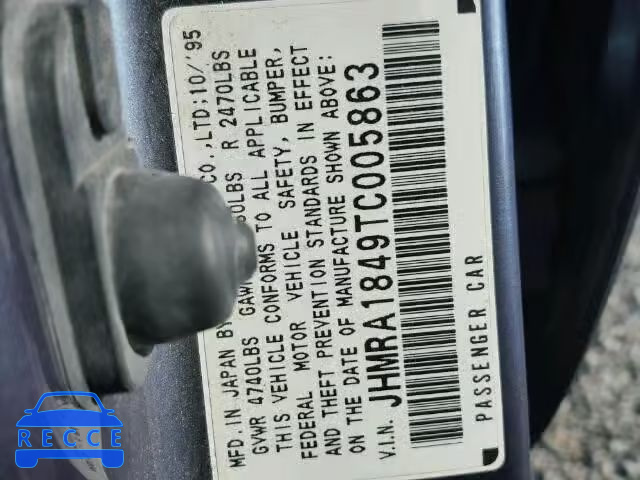 MFD. IN JAPAN BY CO.,LTD:10/'95
GVWR 4740LBS GAWR LBS R 2470LBS
THIS VEHICLE CONFORMS TO ALL APPLICABLE
FEDERAL MOTOR VEHICLE SAFETY, BUMPER,
AND THEFT PREVENTION STANDARDS IN EFFECT
ON THE DATE OF MANUFACTURE SHOWN ABOVE:
V.I.N. JHMRA1849TC005863
PASSENGER CAR
RECCE